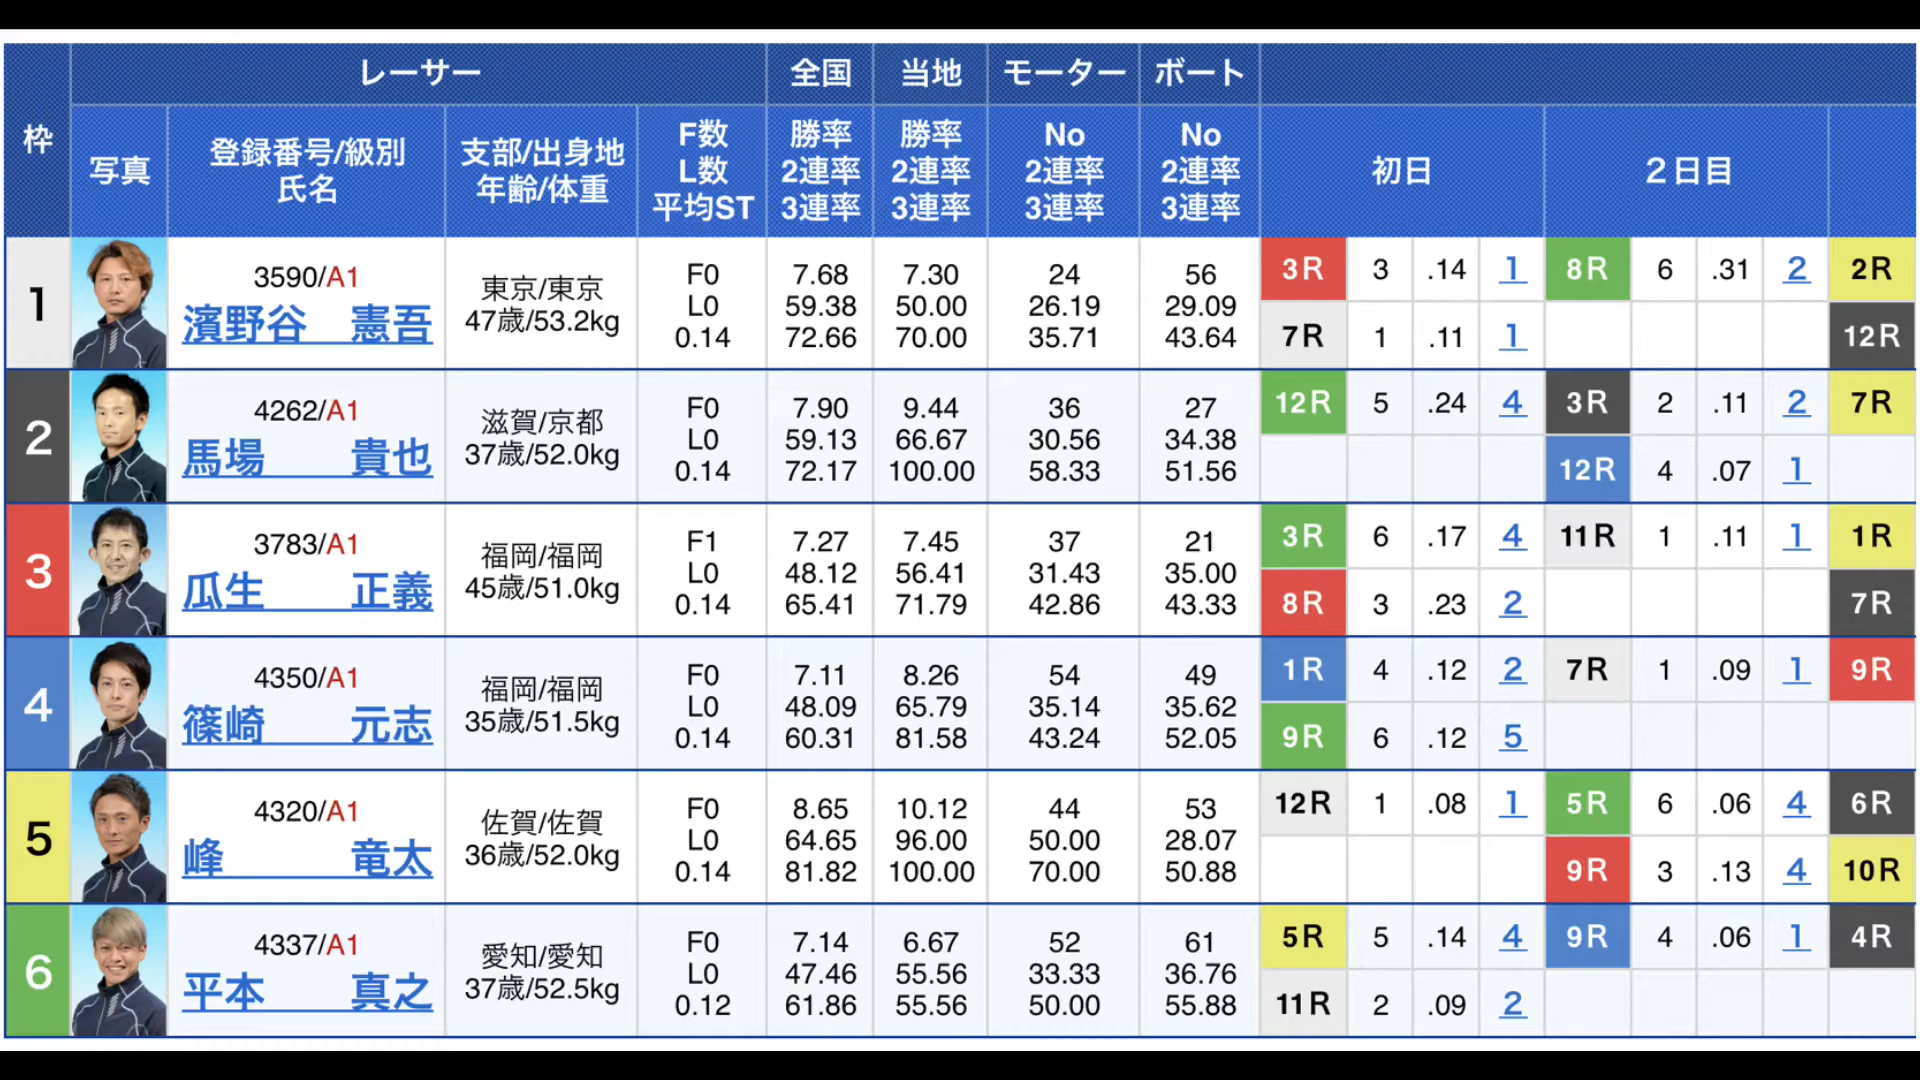 枠 レーサー 全国 当地 モーター ボート
写真 登録番号/級別 氏名 支部/出身地 年齢/体重 F数 L数 平均ST 勝率 2連率 3連率 勝率 2連率 3連率 No 2連率 3連率 No 2連率 3連率 初日 2日目
1 3590/A1 東京/東京 F0 7.68 7.30 24 56 3R 3 .14 1 8R 6 .31 2 2R
濱野谷 憲吾 47歳/53.2kg L0 59.38 50.00 26.19 29.09
0.14 72.66 70.00 35.71 43.64 7R 1 .11 1 12R
2 4262/A1 滋賀/京都 F0 7.90 9.44 36 27 12R 5 .24 4 3R 2 .11 2 7R
馬場 貴也 37歳/52.0kg L0 59.13 66.67 30.56 34.38
0.14 72.17 100.00 58.33 51.56 12R 4 .07 1
3 3783/A1 福岡/福岡 F1 7.27 7.45 37 21 3R 6 .17 4 11R 1 .11 1 1R
瓜生 正義 45歳/51.0kg L0 48.12 56.41 31.43 35.00
0.14 65.41 71.79 42.86 43.33 8R 3 .23 2 7R
4 4350/A1 福岡/福岡 F0 7.11 8.26 54 49 1R 4 .12 2 7R 1 .09 1 9R
篠崎 元志 35歳/51.5kg L0 48.09 65.79 35.14 35.62
0.14 60.31 81.58 43.24 52.05 9R 6 .12 5
5 4320/A1 佐賀/佐賀 F0 8.65 10.12 44 53 12R 1 .08 1 5R 6 .06 4 6R
峰 竜太 36歳/52.0kg L0 64.65 96.00 50.00 28.07
0.14 81.82 100.00 70.00 50.88 9R 3 .13 4 10R
6 4337/A1 愛知/愛知 F0 7.14 6.67 52 61 5R 5 .14 4 9R 4 .06 1 4R
平本 真之 37歳/52.5kg L0 47.46 55.56 33.33 36.76
0.12 61.86 55.56 50.00 55.88 11R 2 .09 2